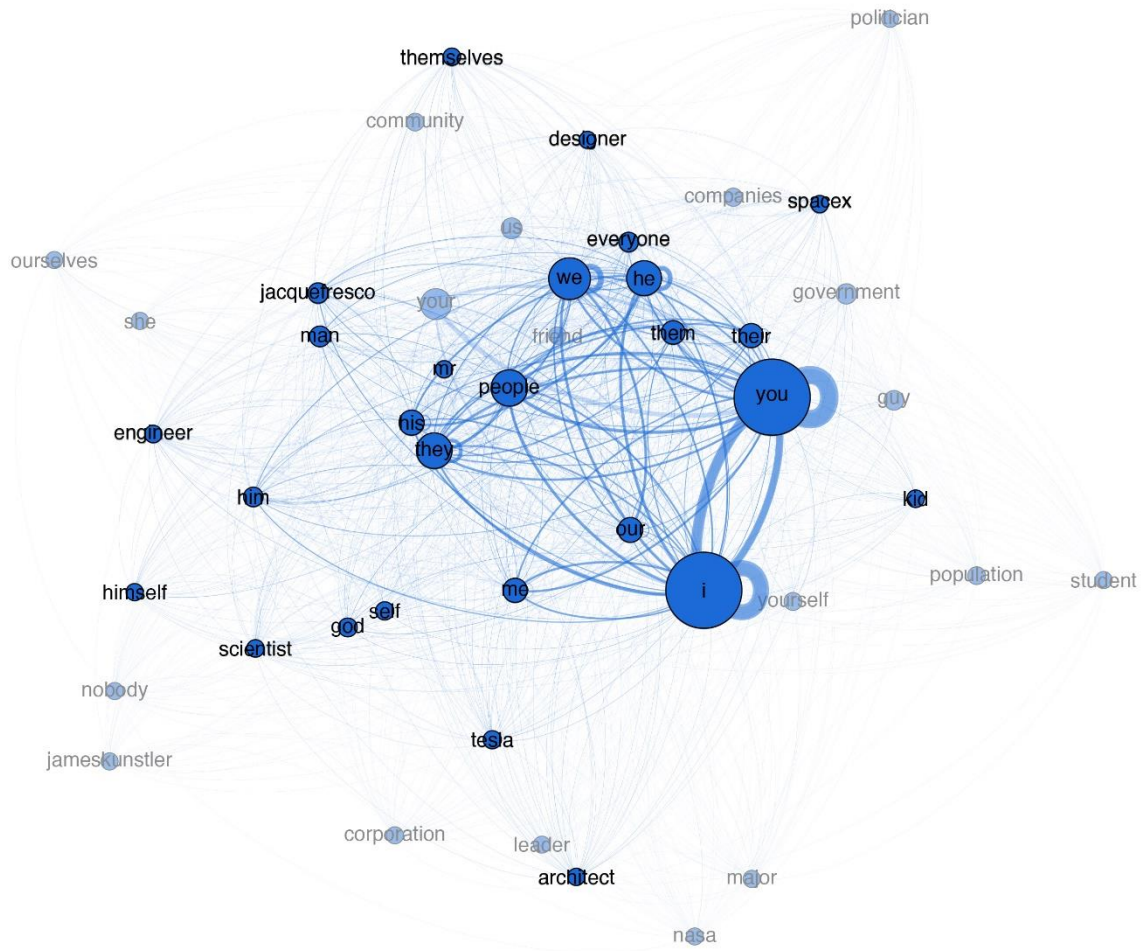 politician
themselves
community
designer
companies
spacex
us
everyone
ourselves
we
he
government
jacquefresco
your
she
man
friend
them
their
mr
people
you
guy
his
engineer
they
him
kid
our
population
student
himself
me
i
yourself
self
god
scientist
nobody
tesla
jameskunstler
corporation
leader
architect
major
nasa